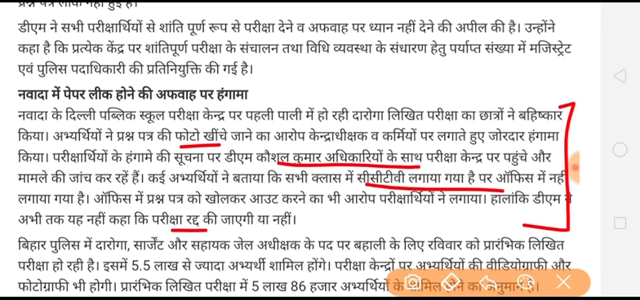 डीएम ने सभी परीक्षार्थियों से शांति पूर्ण रूप से परीक्षा देने व अफवाह पर ध्यान नहीं देने की अपील की है। उन्होंने
कहा है कि प्रत्येक केंद्र पर शांतिपूर्ण परीक्षा के संचालन तथा विधि व्यवस्था के संधारण हेतु पर्याप्त संख्या में मजिस्ट्रेट
एवं पुलिस पदाधिकारी की प्रतिनियुक्ति की गई है।
नवादा में पेपर लीक होने की अफवाह पर हंगामा
नवादा के दिल्ली पब्लिक स्कूल परीक्षा केन्द्र पर पहली पाली में हो रही दारोगा लिखित परीक्षा का छात्रों ने बहिष्कार
किया। अभ्यर्थियों ने प्रश्न पत्र की फोटो खींचे जाने का आरोप केन्द्राधीक्षक व कर्मियों पर लगाते हुए जोरदार हंगामा
किया। परीक्षार्थियों के हंगामे की सूचना पर डीएम कौशल कुमार अधिकारियों के साथ परीक्षा केन्द्र पर पहुंचे और
मामले की जांच कर रहें हैं। कई अभ्यर्थियों ने बताया कि सभी क्लास में सीसीटीवी लगाया गया है पर ऑफिस में नहीं
लगाया गया है। ऑफिस में प्रश्न पत्र को खोलकर आउट करने का भी आरोप परीक्षार्थियों ने लगाया। हालांकि डीएम ने
अभी तक यह नहीं कहा कि परीक्षा रद्द की जाएगी या नहीं।
बिहार पुलिस में दारोगा, सार्जेंट और सहायक जेल अधीक्षक के पद पर बहाली के लिए रविवार को प्रारंभिक लिखित
परीक्षा हो रही है। इसमें 5.5 लाख से ज्यादा अभ्यर्थी शामिल होंगे। परीक्षा केन्द्रों पर अभ्यर्थियों की वीडियोग्राफी और
फोटोग्राफी भी होगी। प्रारंभिक लिखित परीक्षा में 5 लाख 86 हजार अभ्यर्थियों के